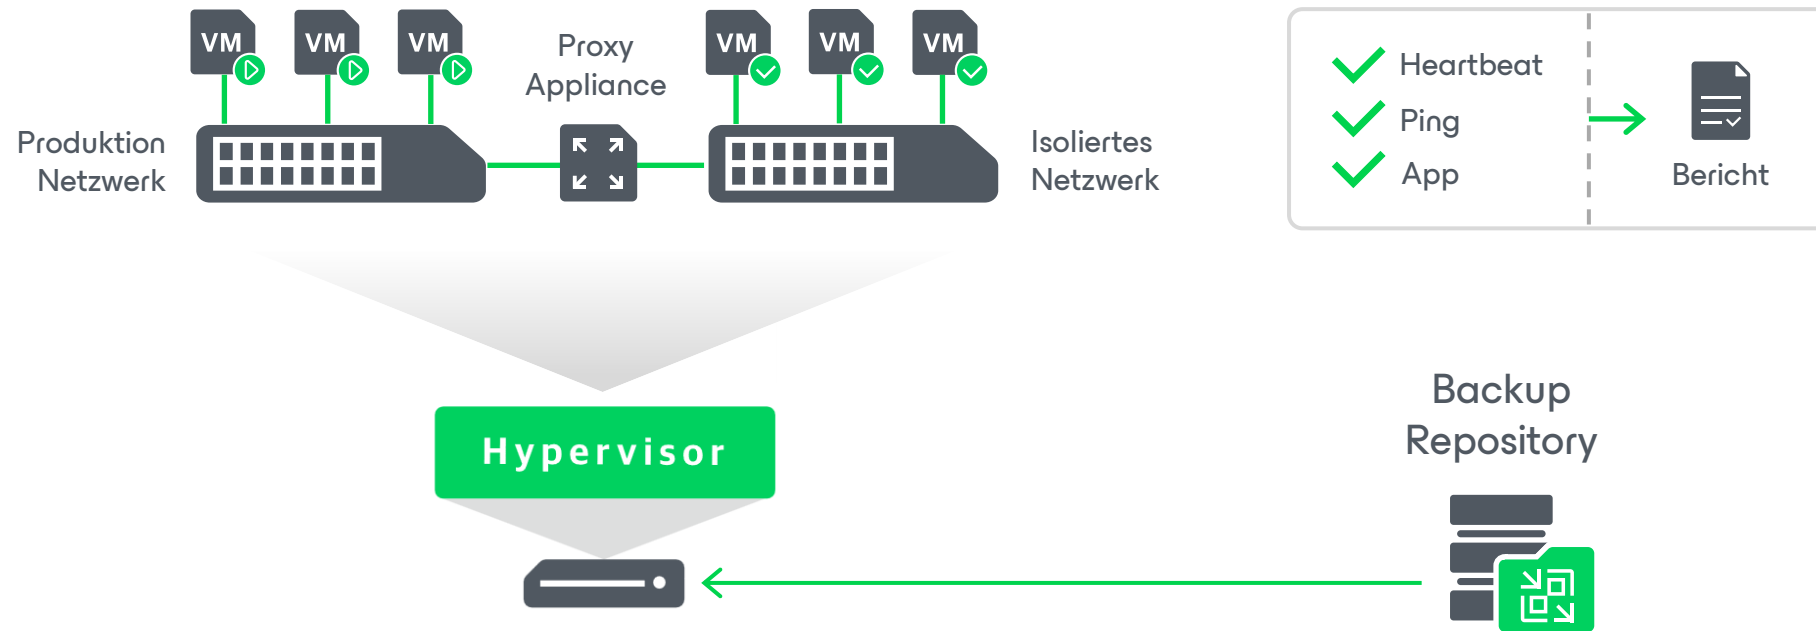 VM VM VM
Proxy
Appliance
VM VM VM
Produktion
Netzwerk
Isoliertes
Netzwerk
Heartbeat
Ping
App
Bericht
Hypervisor
Backup
Repository